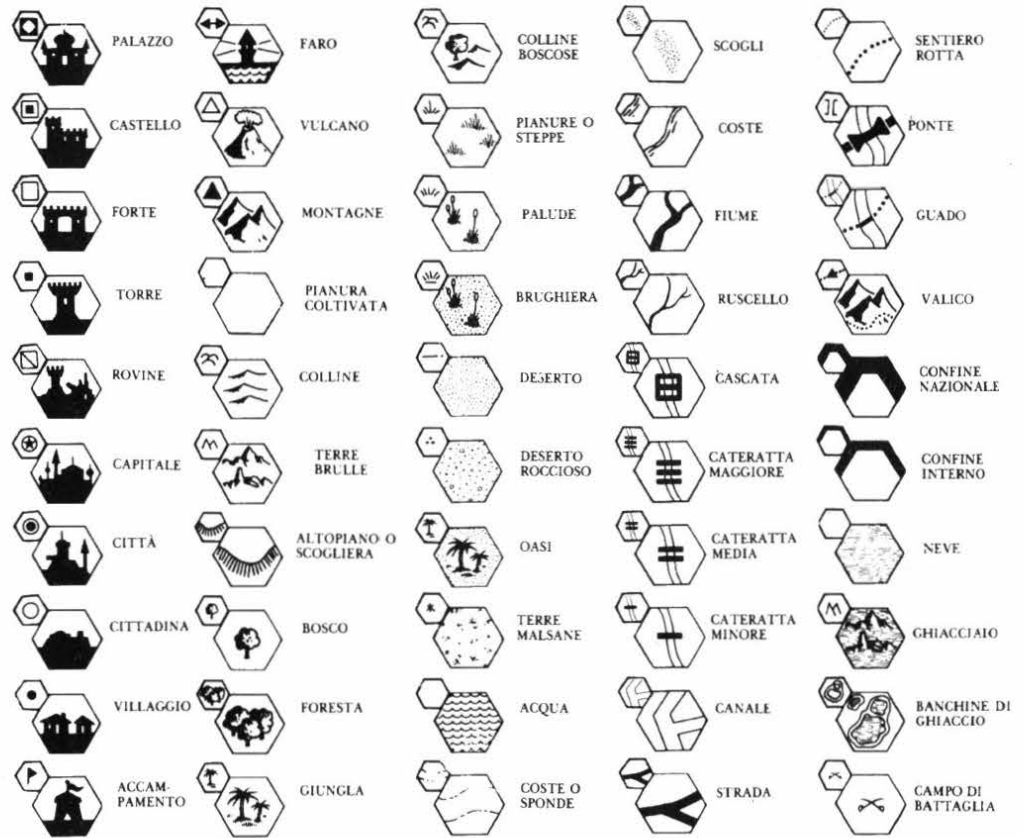 PALAZZO
CASTELLO
FORTE
TORRE
ROVINE
CAPITALE
CITTÀ
CITTADINA
VILLAGGIO
ACCAM-
PAMENTO
FARO
VULCANO
MONTAGNE
PIANURA
COLTIVATA
COLLINE
TERRE
BRULLE
ALTOPIANO O
SCOGLIERA
BOSCO
FORESTA
GIUNGLA
COLLINE
BOSCOSE
PIANURE O
STEPPE
PALUDE
BRUGHIERA
DESERTO
DESERTO
ROCCIOSO
OASI
TERRE
MALSANE
ACQUA
COSTE O
SPONDE
SCOGLI
COSTE
FIUME
RUSCELLO
CASCATA
CATERATTA
MAGGIORE
CATERATTA
MEDIA
CATERATTA
MINORE
CANALE
STRADA
SENTIERO
ROTTA
PONTE
GUADO
VALICO
CONFINE
NAZIONALE
CONFINE
INTERNO
NEVE
GHIACCIAIO
BANCHINE DI
GHIACCIO
CAMPO DI
BATTAGLIA